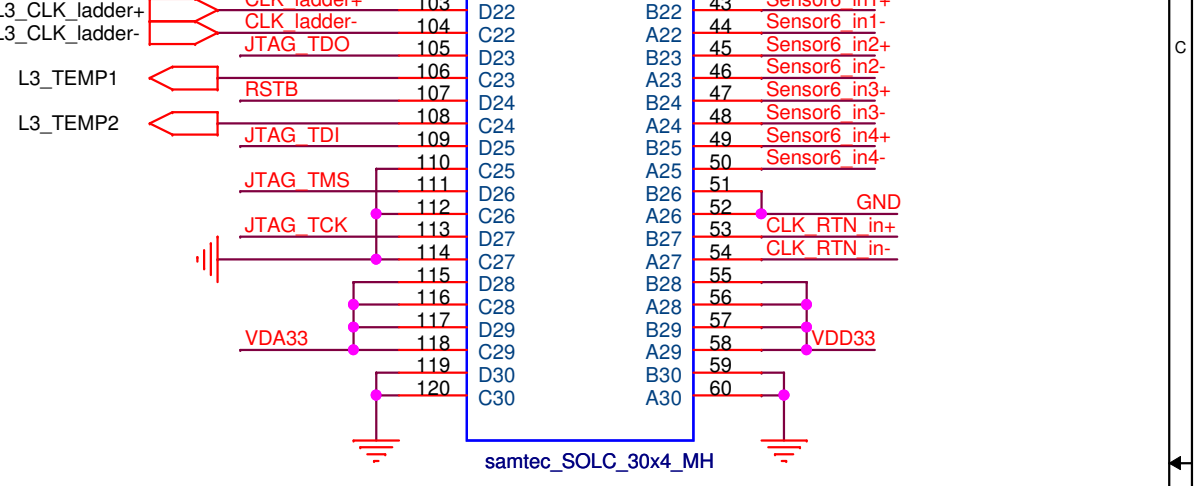 L3_CLK_ladder+ CLK_ladder+ 103 D22 B22 43 Sensor6_in1+
L3_CLK_ladder- CLK_ladder- 104 C22 A22 44 Sensor6_in1-
JTAG_TDO 105 D23 B23 45 Sensor6_in2+ C
L3_TEMP1 106 C23 A23 46 Sensor6_in2-
RSTB 107 D24 B24 47 Sensor6_in3+
L3_TEMP2 108 C24 A24 48 Sensor6_in3-
JTAG_TDI 109 D25 B25 49 Sensor6_in4+
110 C25 A25 50 Sensor6_in4-
JTAG_TMS 111 D26 B26 51
112 C26 A26 52 GND
JTAG_TCK 113 D27 B27 53 CLK_RTN_in+
114 C27 A27 54 CLK_RTN_in-
115 D28 B28 55
116 C28 A28 56
117 D29 B29 57
VDA33 118 C29 A29 58 VDD33
119 D30 B30 59
120 C30 A30 60
samtec_SOLC_30x4_MH